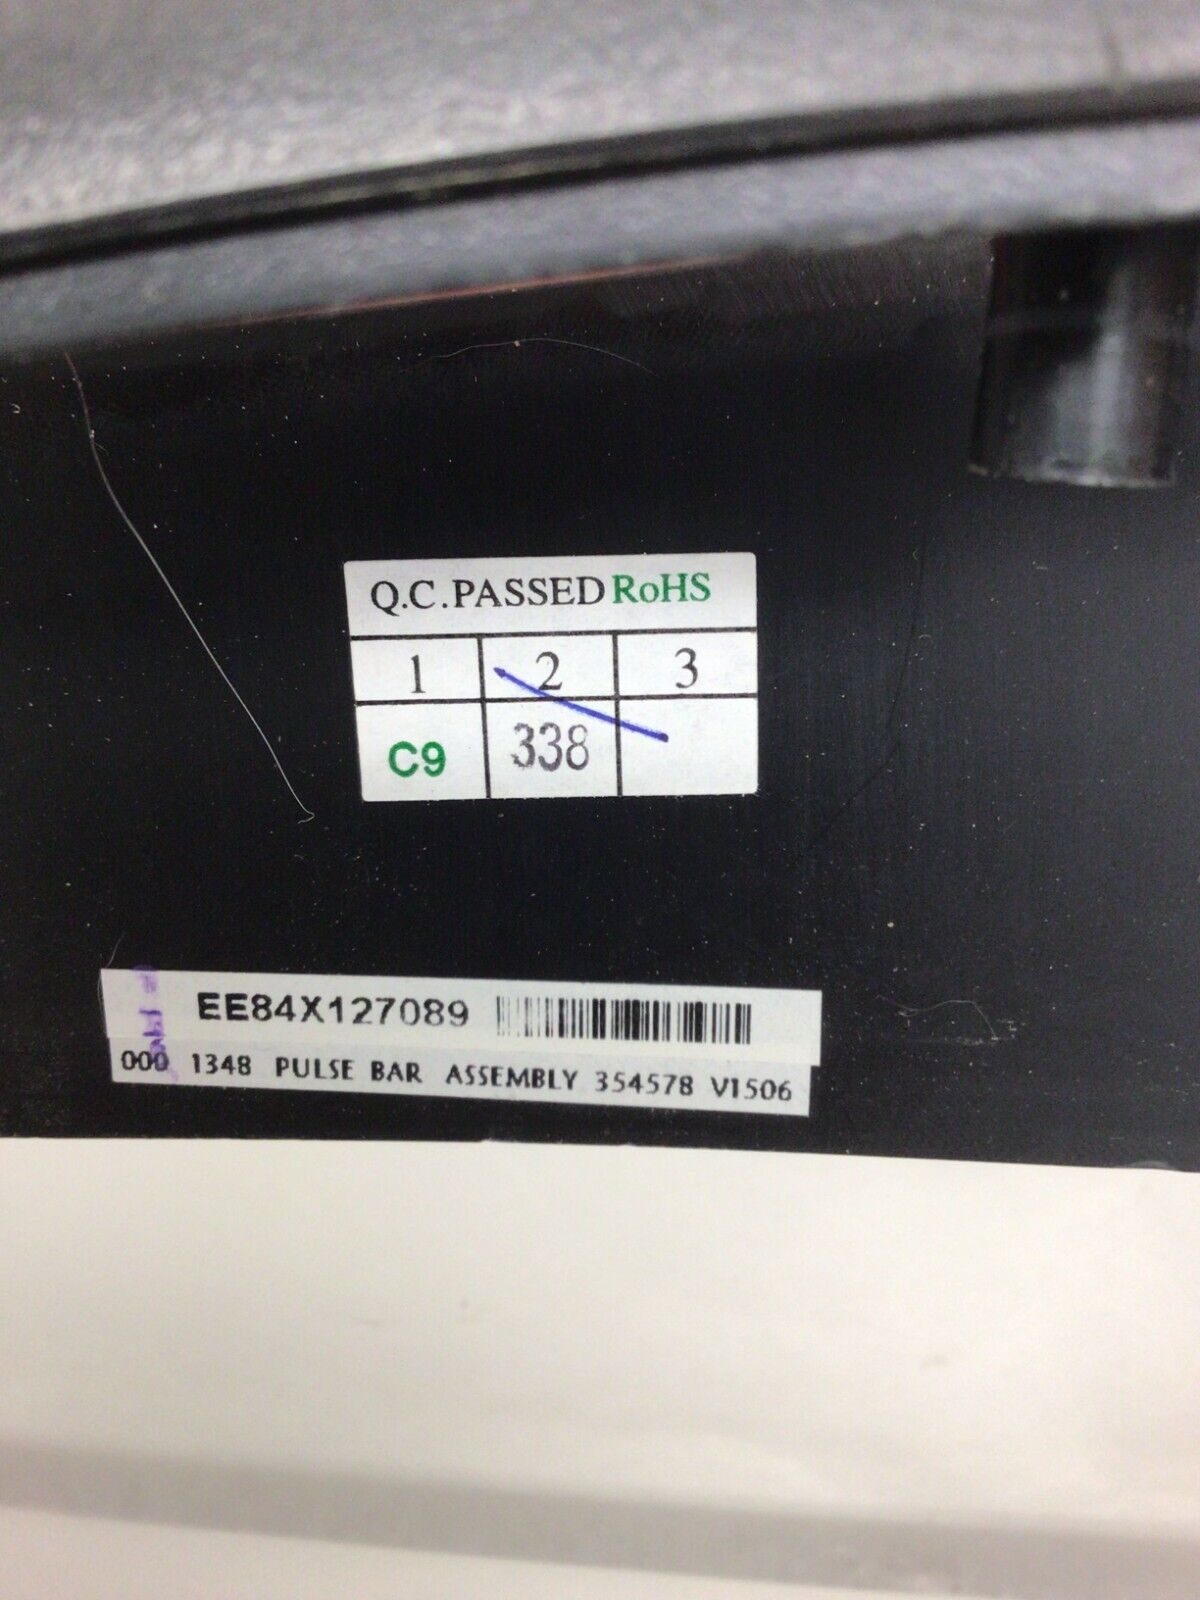 Q.C.PASSED RoHS
1 2 3
C9 338
EE84X127089
000 1348 PULSE BAR ASSEMBLY 354578 V1506